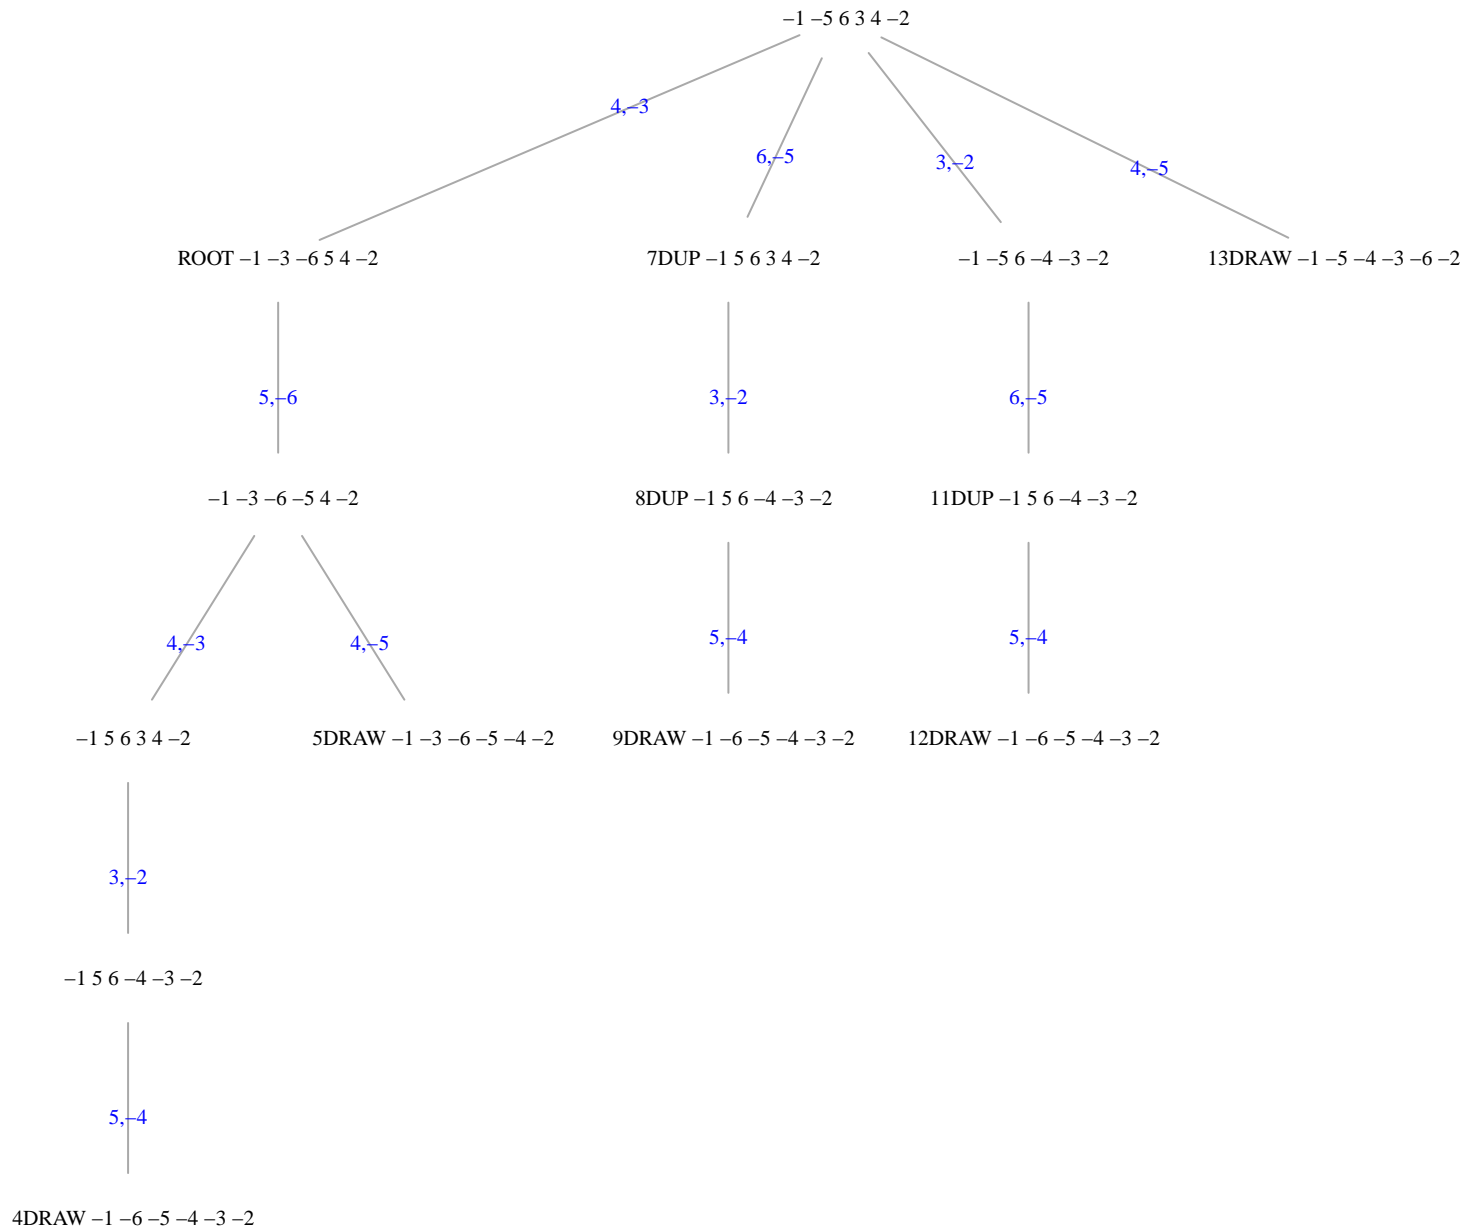 –1 –5 6 3 4 –2
4,–3
6,–5
3,–2
4,–5
ROOT –1 –3 –6 5 4 –2
7DUP –1 5 6 3 4 –2
–1 –5 6 –4 –3 –2
13DRAW –1 –5 –4 –3 –6 –2
5,–6
3,–2
6,–5
–1 –3 –6 –5 4 –2
8DUP –1 5 6 –4 –3 –2
11DUP –1 5 6 –4 –3 –2
4,–3
4,–5
5,–4
5,–4
–1 5 6 3 4 –2
5DRAW –1 –3 –6 –5 –4 –2
9DRAW –1 –6 –5 –4 –3 –2
12DRAW –1 –6 –5 –4 –3 –2
3,–2
–1 5 6 –4 –3 –2
5,–4
4DRAW –1 –6 –5 –4 –3 –2